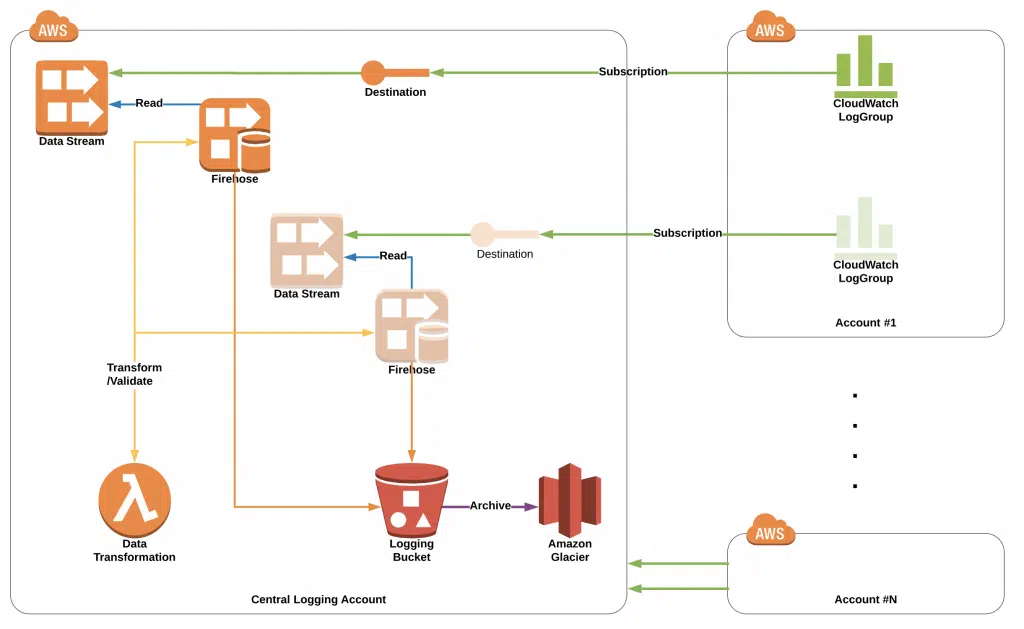 AWS
AWS
Subscription
Destination
Read
Data Stream
CloudWatch
LogGroup
Firehose
Subscription
Destination
Read
Data Stream
CloudWatch
LogGroup
Account #1
Firehose
Transform
/Validate
Archive
Data
Transformation
Logging
Bucket
Amazon
Glacier
AWS
Central Logging Account
Account #N